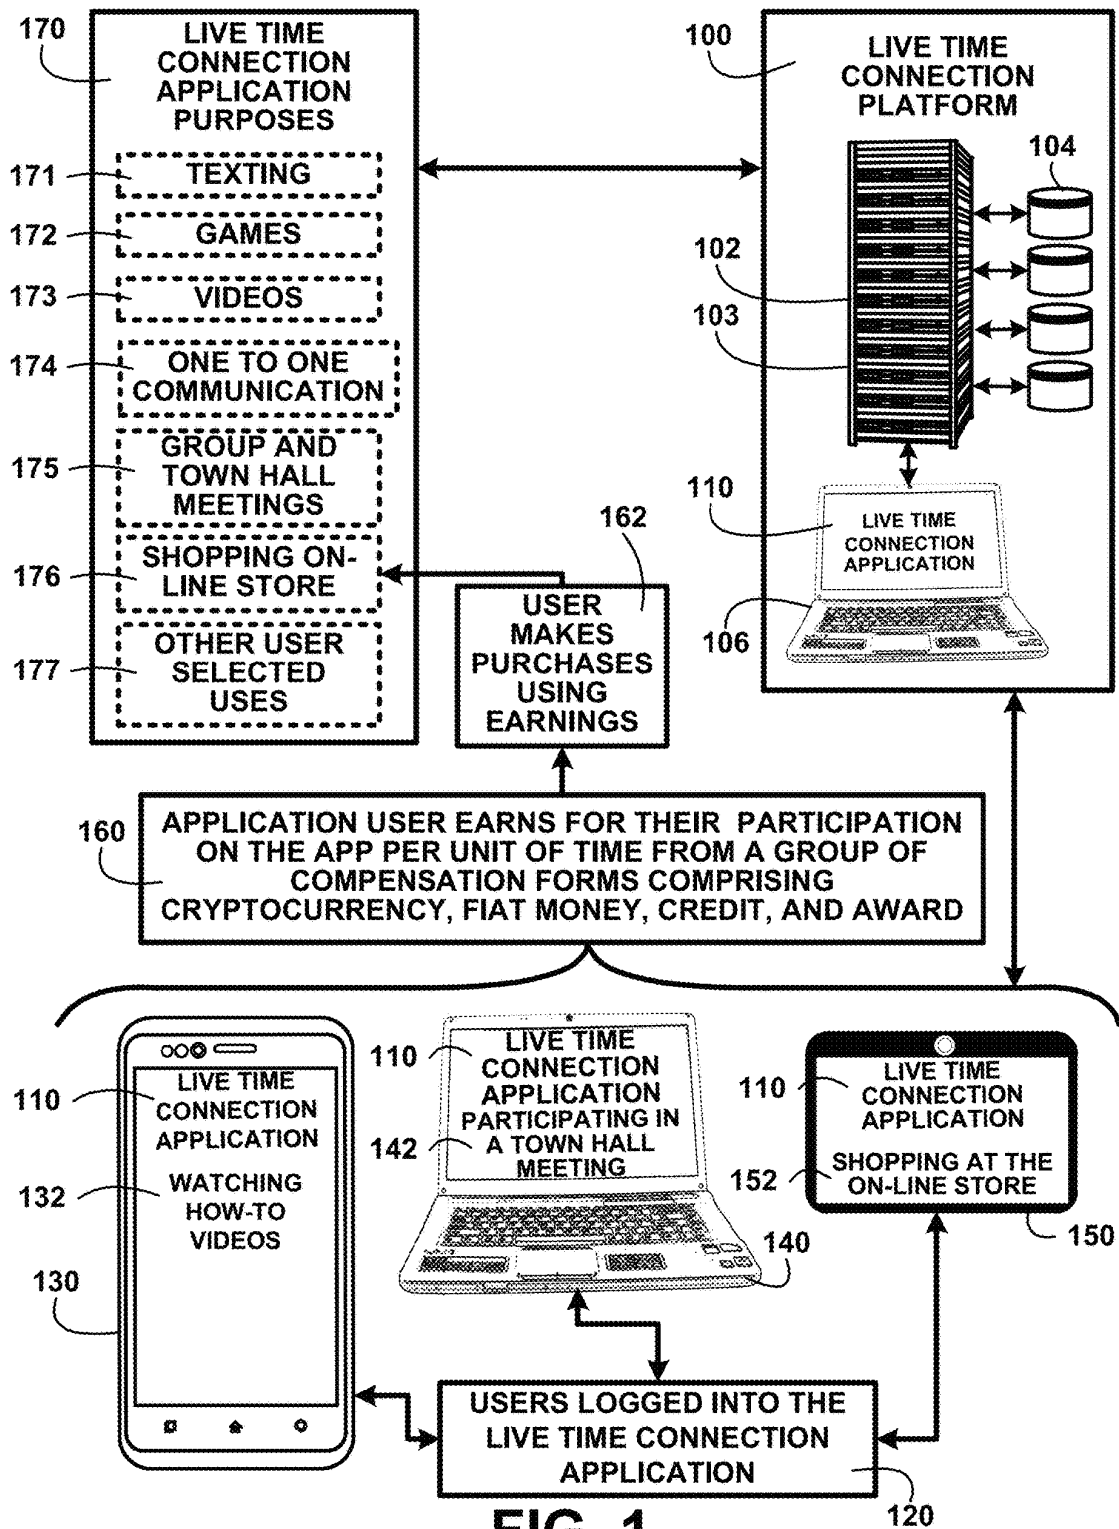 170
LIVE TIME
CONNECTION
APPLICATION
PURPOSES
171
TEXTING
172
GAMES
173
VIDEOS
174
ONE TO ONE
COMMUNICATION
175
GROUP AND
TOWN HALL
MEETINGS
176
SHOPPING ON-
LINE STORE
177
OTHER USER
SELECTED
USES
100
LIVE TIME
CONNECTION
PLATFORM
104
102
103
110
LIVE TIME
CONNECTION
APPLICATION
106
162
USER
MAKES
PURCHASES
USING
EARNINGS
160
APPLICATION USER EARNS FOR THEIR PARTICIPATION
ON THE APP PER UNIT OF TIME FROM A GROUP OF
COMPENSATION FORMS COMPRISING
CRYPTOCURRENCY, FIAT MONEY, CREDIT, AND AWARD
110
LIVE TIME
CONNECTION
APPLICATION
132
WATCHING
HOW-TO
VIDEOS
130
110
LIVE TIME
CONNECTION
APPLICATION
PARTICIPATING IN
142
A TOWN HALL
MEETING
140
110
LIVE TIME
CONNECTION
APPLICATION
152
SHOPPING AT THE
ON-LINE STORE
150
USERS LOGGED INTO THE
LIVE TIME CONNECTION
APPLICATION
120
FIG. 1